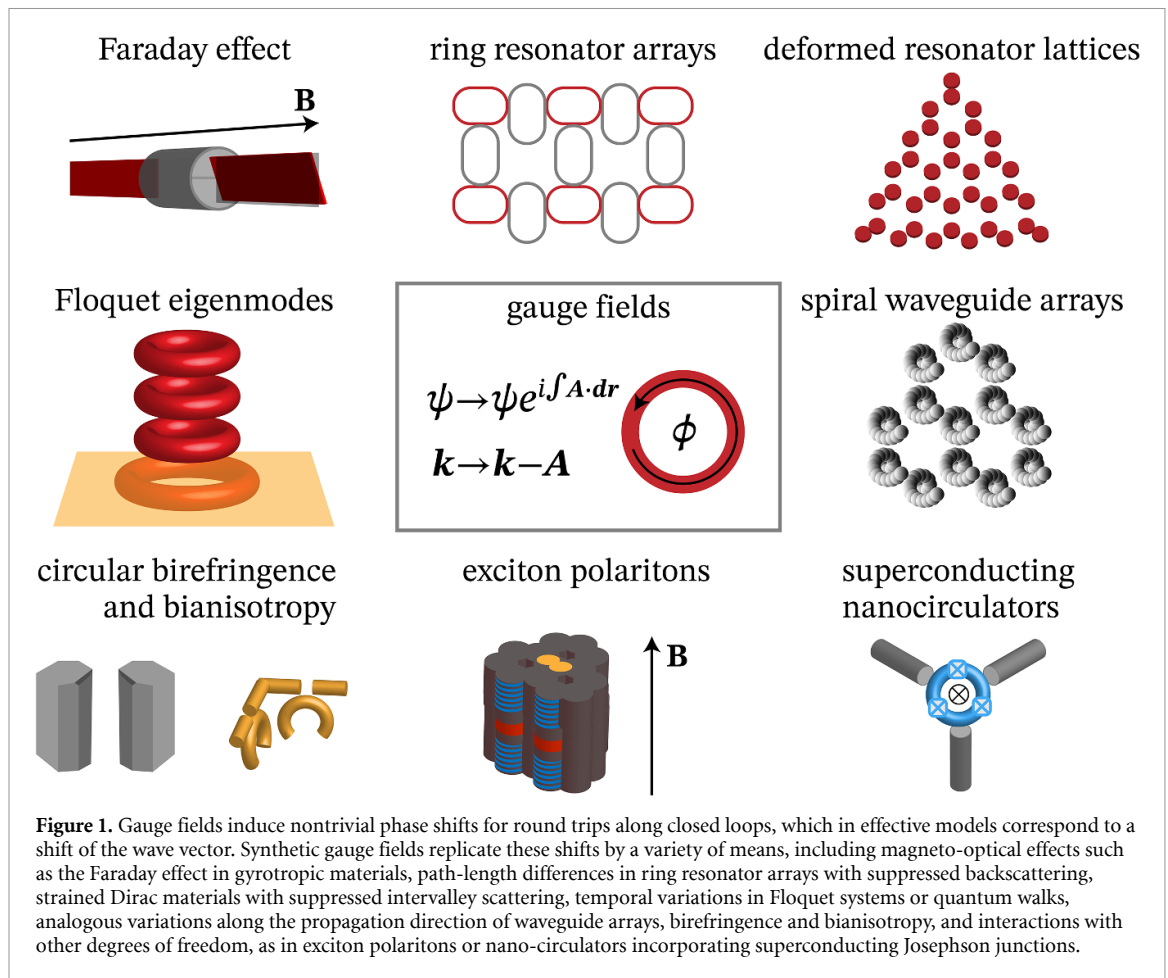 Faraday effect
B
ring resonator arrays
deformed resonator lattices
Floquet eigenmodes
gauge fields
ψ→ψe^{i∫A·dr}
k→k−A
ϕ
spiral waveguide arrays
circular birefringence
and bianisotropy
exciton polaritons
B
superconducting
nanocirculators
Figure 1. Gauge fields induce nontrivial phase shifts for round trips along closed loops, which in effective models correspond to a
shift of the wave vector. Synthetic gauge fields replicate these shifts by a variety of means, including magneto-optical effects such
as the Faraday effect in gyrotropic materials, path-length differences in ring resonator arrays with suppressed backscattering,
strained Dirac materials with suppressed intervalley scattering, temporal variations in Floquet systems or quantum walks,
analogous variations along the propagation direction of waveguide arrays, birefringence and bianisotropy, and interactions with
other degrees of freedom, as in exciton polaritons or nano-circulators incorporating superconducting Josephson junctions.